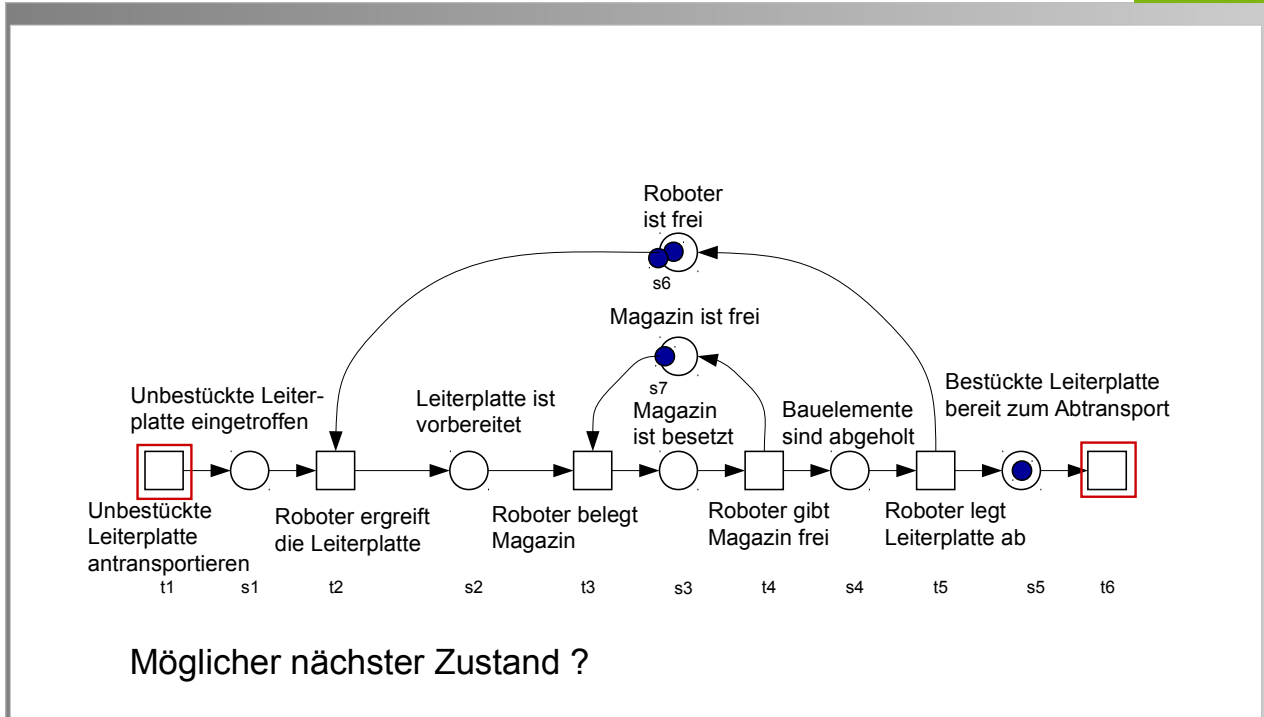 Roboter
ist frei
s6
Magazin ist frei
s7
Unbestückte Leiter-
platte eingetroffen
Leiterplatte ist
vorbereitet
Magazin
ist besetzt
Bauelemente
sind abgeholt
Bestückte Leiterplatte
bereit zum Abtransport
Unbestückte
Leiterplatte
antransportieren
Roboter ergreift
die Leiterplatte
Roboter belegt
Magazin
Roboter gibt
Magazin frei
Roboter legt
Leiterplatte ab
t1 s1 t2 s2 t3 s3 t4 s4 t5 s5 t6
Möglicher nächster Zustand ?